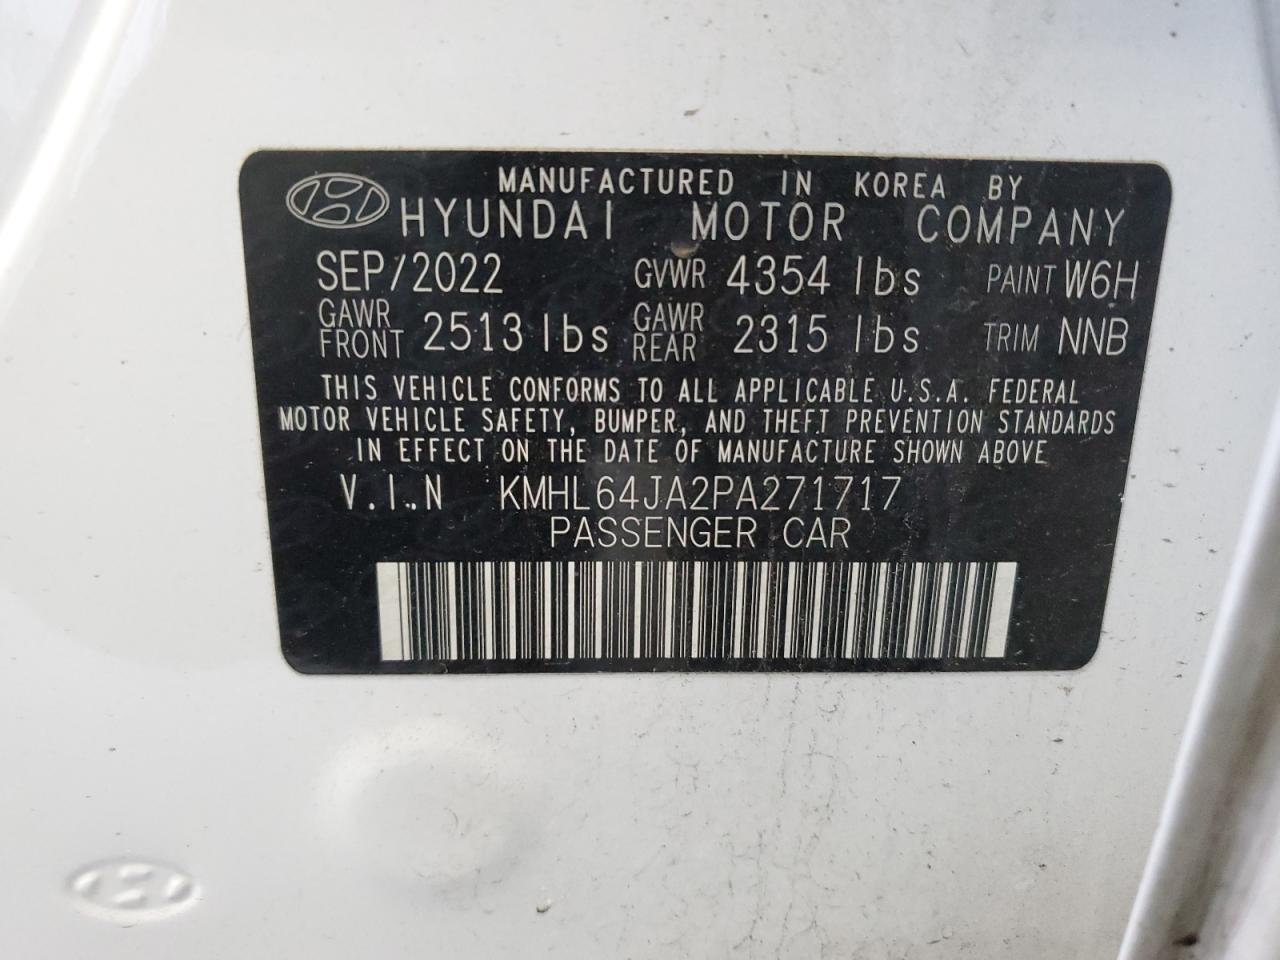 MANUFACTURED IN KOREA BY
HYUNDAI MOTOR COMPANY
SEP/2022 GVWR 4354 lbs PAINT W6H
GAWR FRONT 2513 lbs GAWR REAR 2315 lbs TRIM NNB
THIS VEHICLE CONFORMS TO ALL APPLICABLE U.S.A. FEDERAL
MOTOR VEHICLE SAFETY, BUMPER, AND THEFT PREVENTION STANDARDS
IN EFFECT ON THE DATE OF MANUFACTURE SHOWN ABOVE
V.I.N KMHL64JA2PA271717
PASSENGER CAR